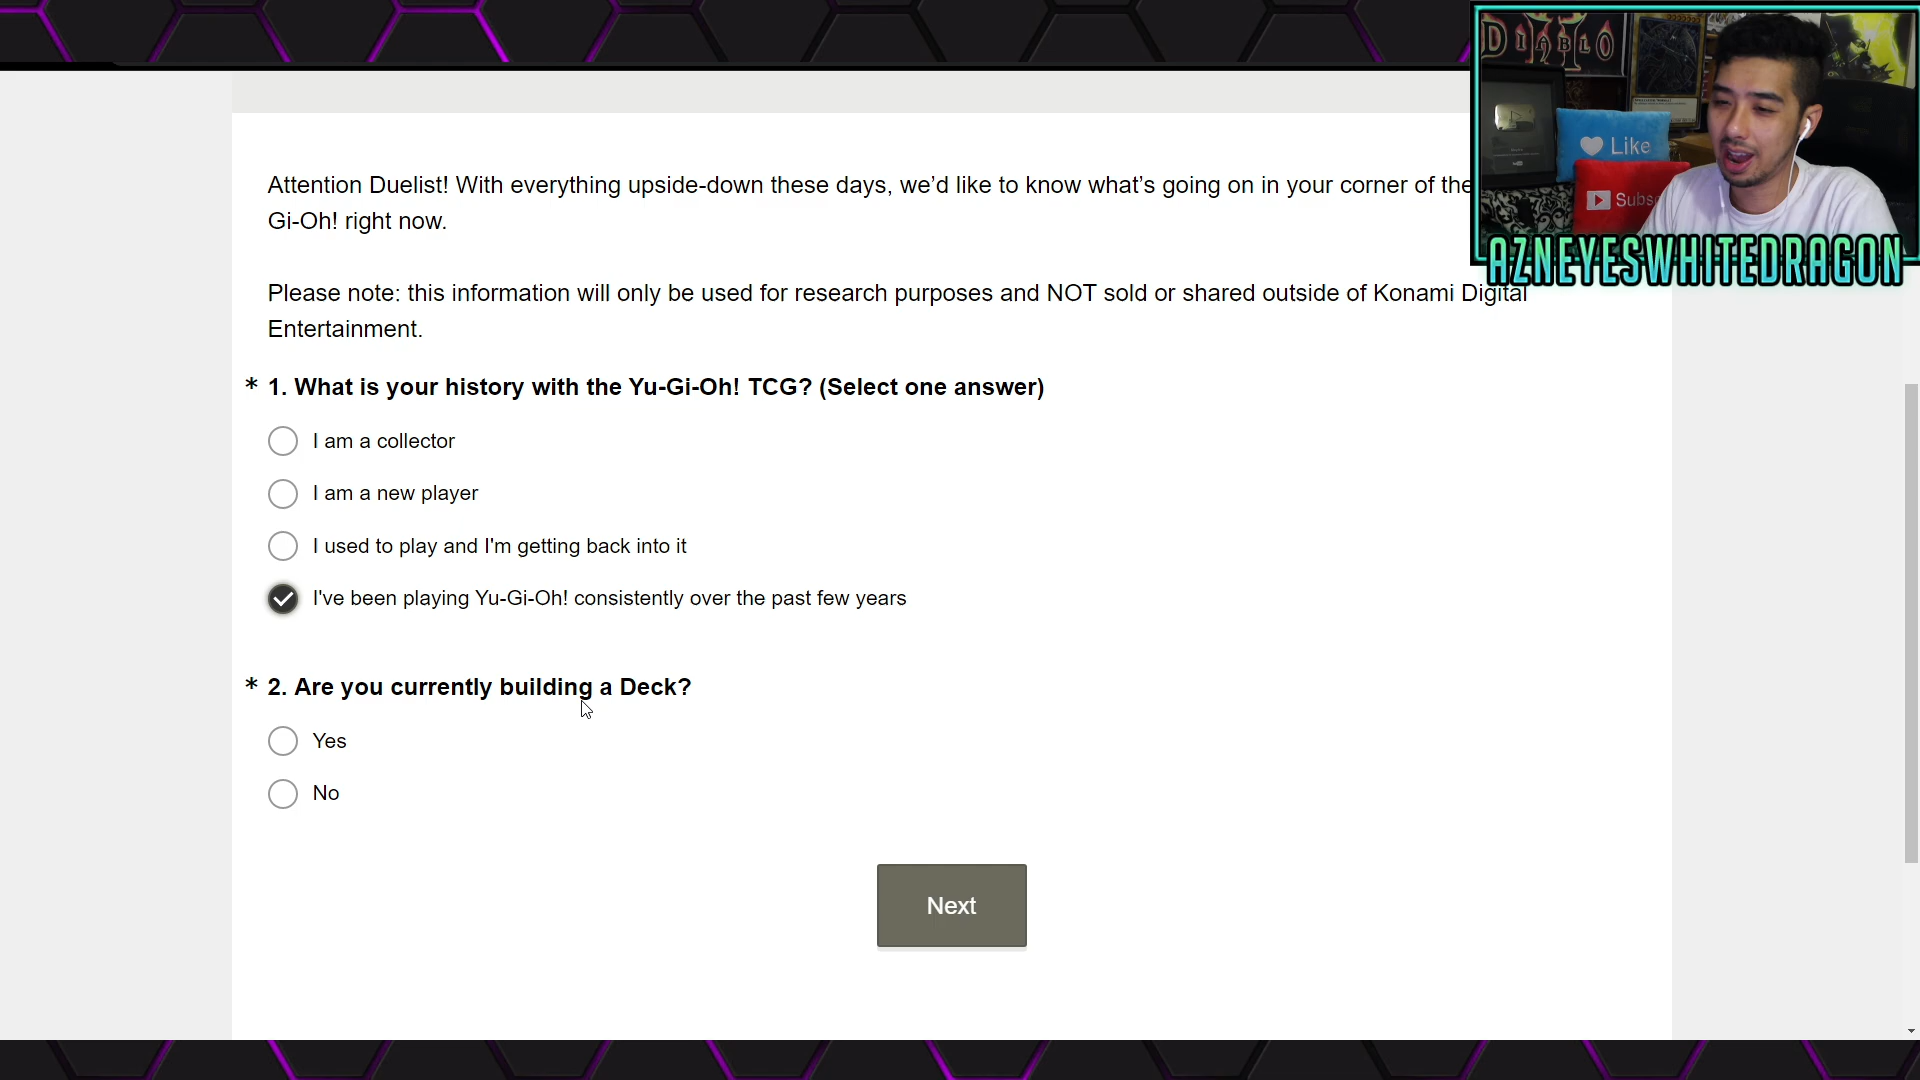 DIABLO
Like
Subs
AZNEYESWHITEDRAGON
Attention Duelist! With everything upside-down these days, we’d like to know what’s going on in your corner of the
Gi-Oh! right now.
Please note: this information will only be used for research purposes and NOT sold or shared outside of Konami Digital
Entertainment.
* 1. What is your history with the Yu-Gi-Oh! TCG? (Select one answer)
I am a collector
I am a new player
I used to play and I'm getting back into it
I've been playing Yu-Gi-Oh! consistently over the past few years
* 2. Are you currently building a Deck?
Yes
No
Next